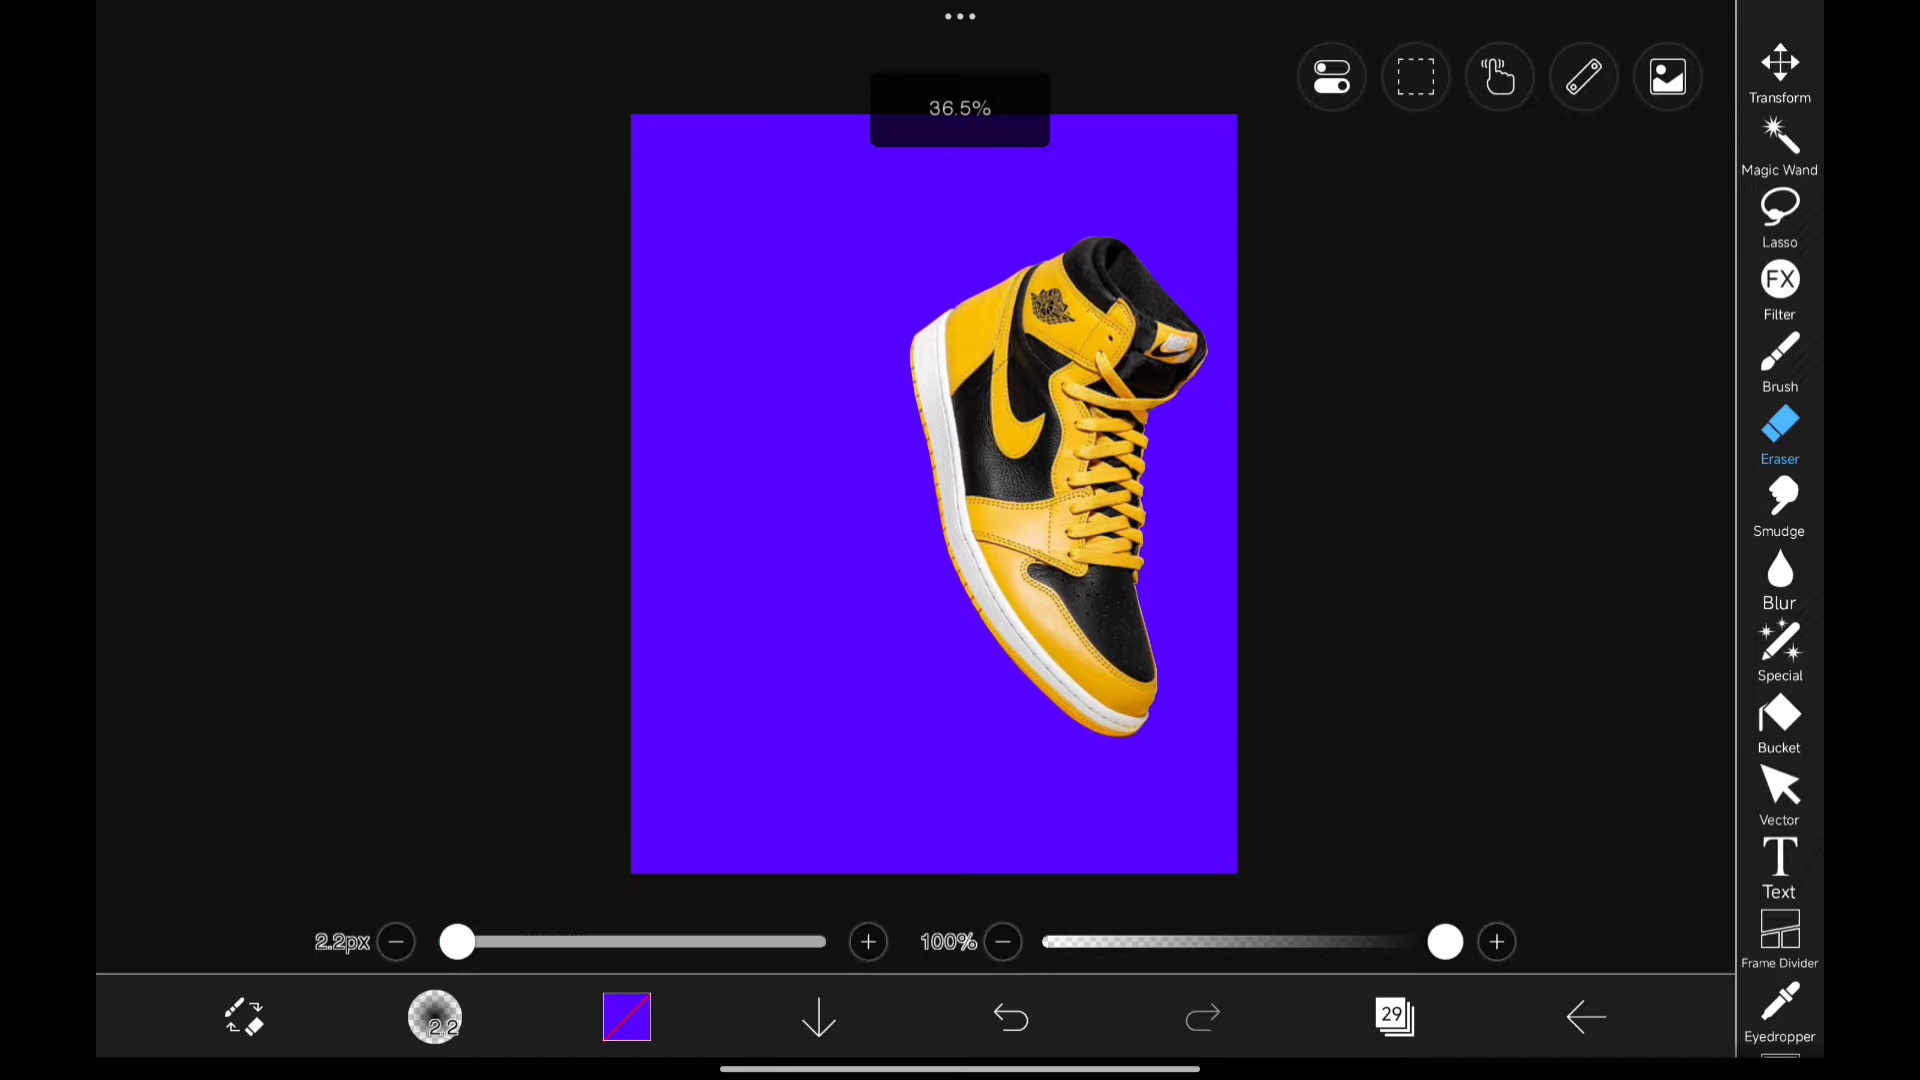 36.5%
Transform
Magic Wand
Lasso
FX
Filter
Brush
Eraser
Smudge
Blur
Special
Bucket
Vector
T
Text
Frame Divider
Eyedropper
2.2px
100%
2.2
29